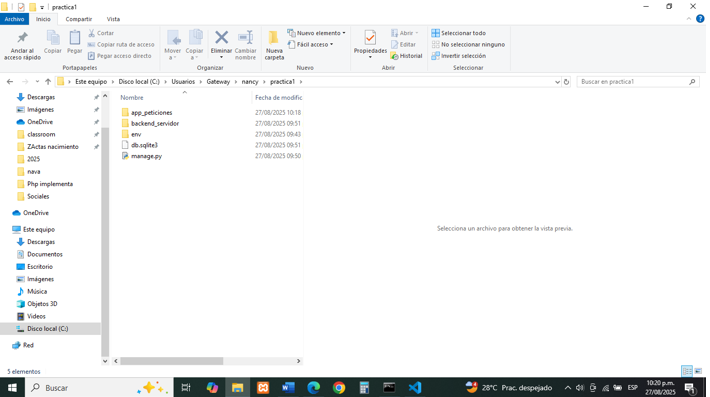 practica1
Archivo Inicio Compartir Vista
Anclar al acceso rápido
Copiar
Pegar
Cortar
Copiar ruta de acceso
Pegar acceso directo
Portapapeles
Mover a
Copiar a
Eliminar
Cambiar nombre
Organizar
Nueva carpeta
Nuevo elemento
Fácil acceso
Nuevo
Propiedades
Abrir
Editar
Historial
Abrir
Seleccionar todo
No seleccionar ninguno
Invertir selección
Seleccionar
Este equipo > Disco local (C:) > Usuarios > Gateway > nancy > practica1 >
Buscar en practica1
Descargas
Imágenes
OneDrive
classroom
ZActas nacimiento
2025
nava
Php implementa
Sociales
OneDrive
Este equipo
Descargas
Documentos
Escritorio
Imágenes
Música
Objetos 3D
Videos
Disco local (C:)
Red
Nombre Fecha de modific
app_peticiones 27/08/2025 10:18
backend_servidor 27/08/2025 09:51
env 27/08/2025 09:43
db.sqlite3 27/08/2025 09:51
manage.py 27/08/2025 09:50
Selecciona un archivo para obtener la vista previa.
5 elementos
Buscar
28°C Prac. despejado
ESP
10:20 p.m.
27/08/2025